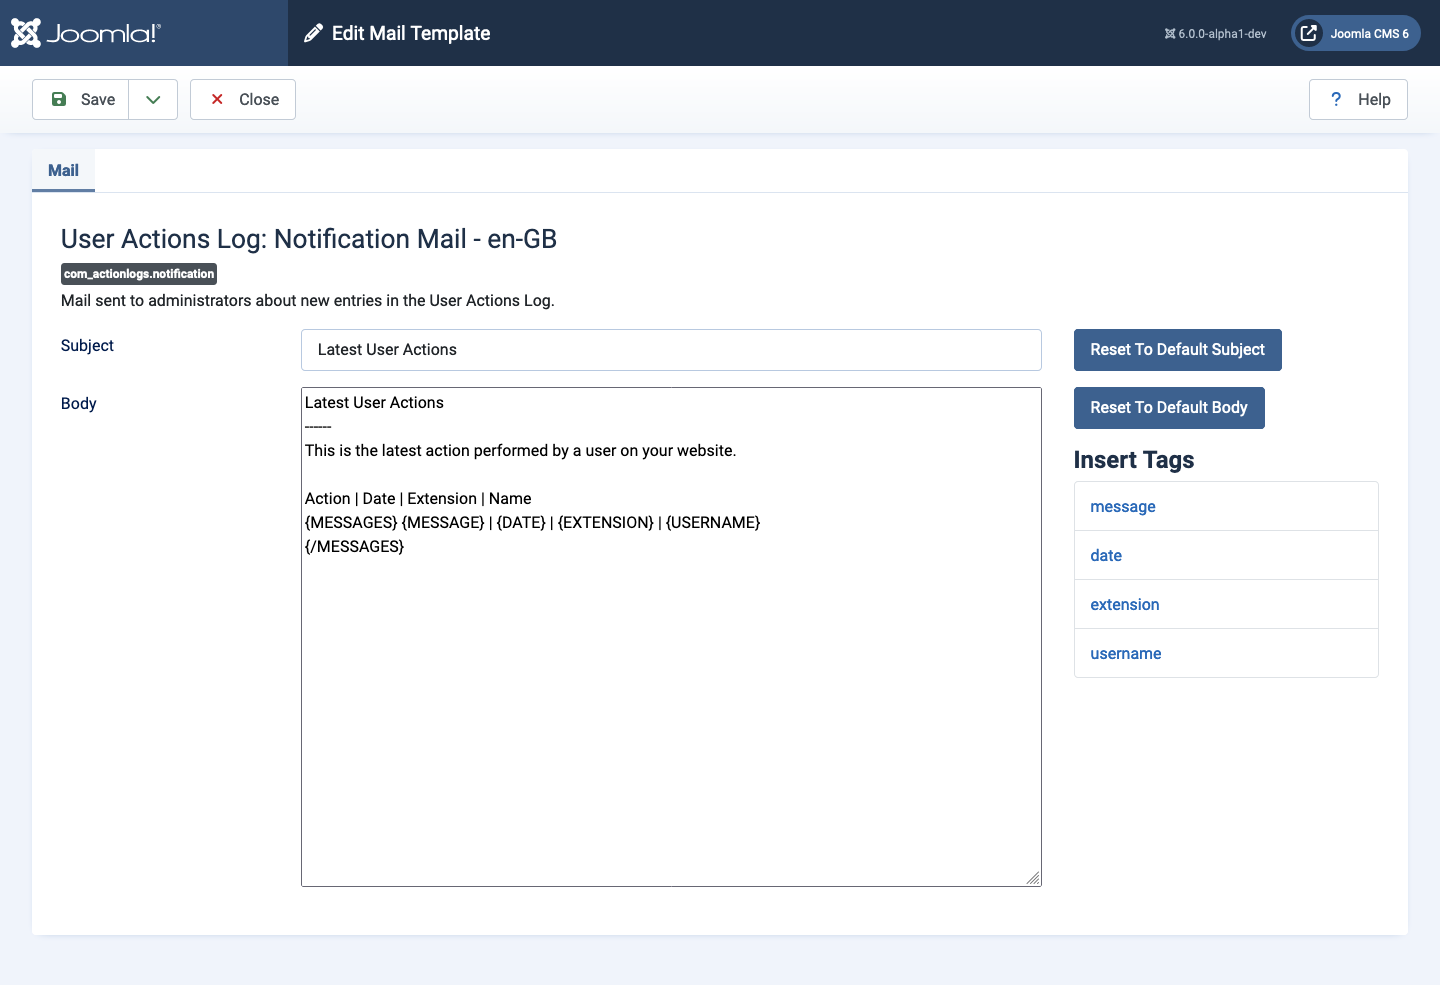 Joomla!®
Edit Mail Template
6.0.0-alpha1-dev
Joomla CMS 6
Save
Close
? Help
Mail
User Actions Log: Notification Mail - en-GB
com_actionlogs.notification
Mail sent to administrators about new entries in the User Actions Log.
Subject
Latest User Actions
Reset To Default Subject
Body
Latest User Actions
------
This is the latest action performed by a user on your website.
Action | Date | Extension | Name
{MESSAGES} {MESSAGE} | {DATE} | {EXTENSION} | {USERNAME}
{/MESSAGES}
Reset To Default Body
Insert Tags
message
date
extension
username